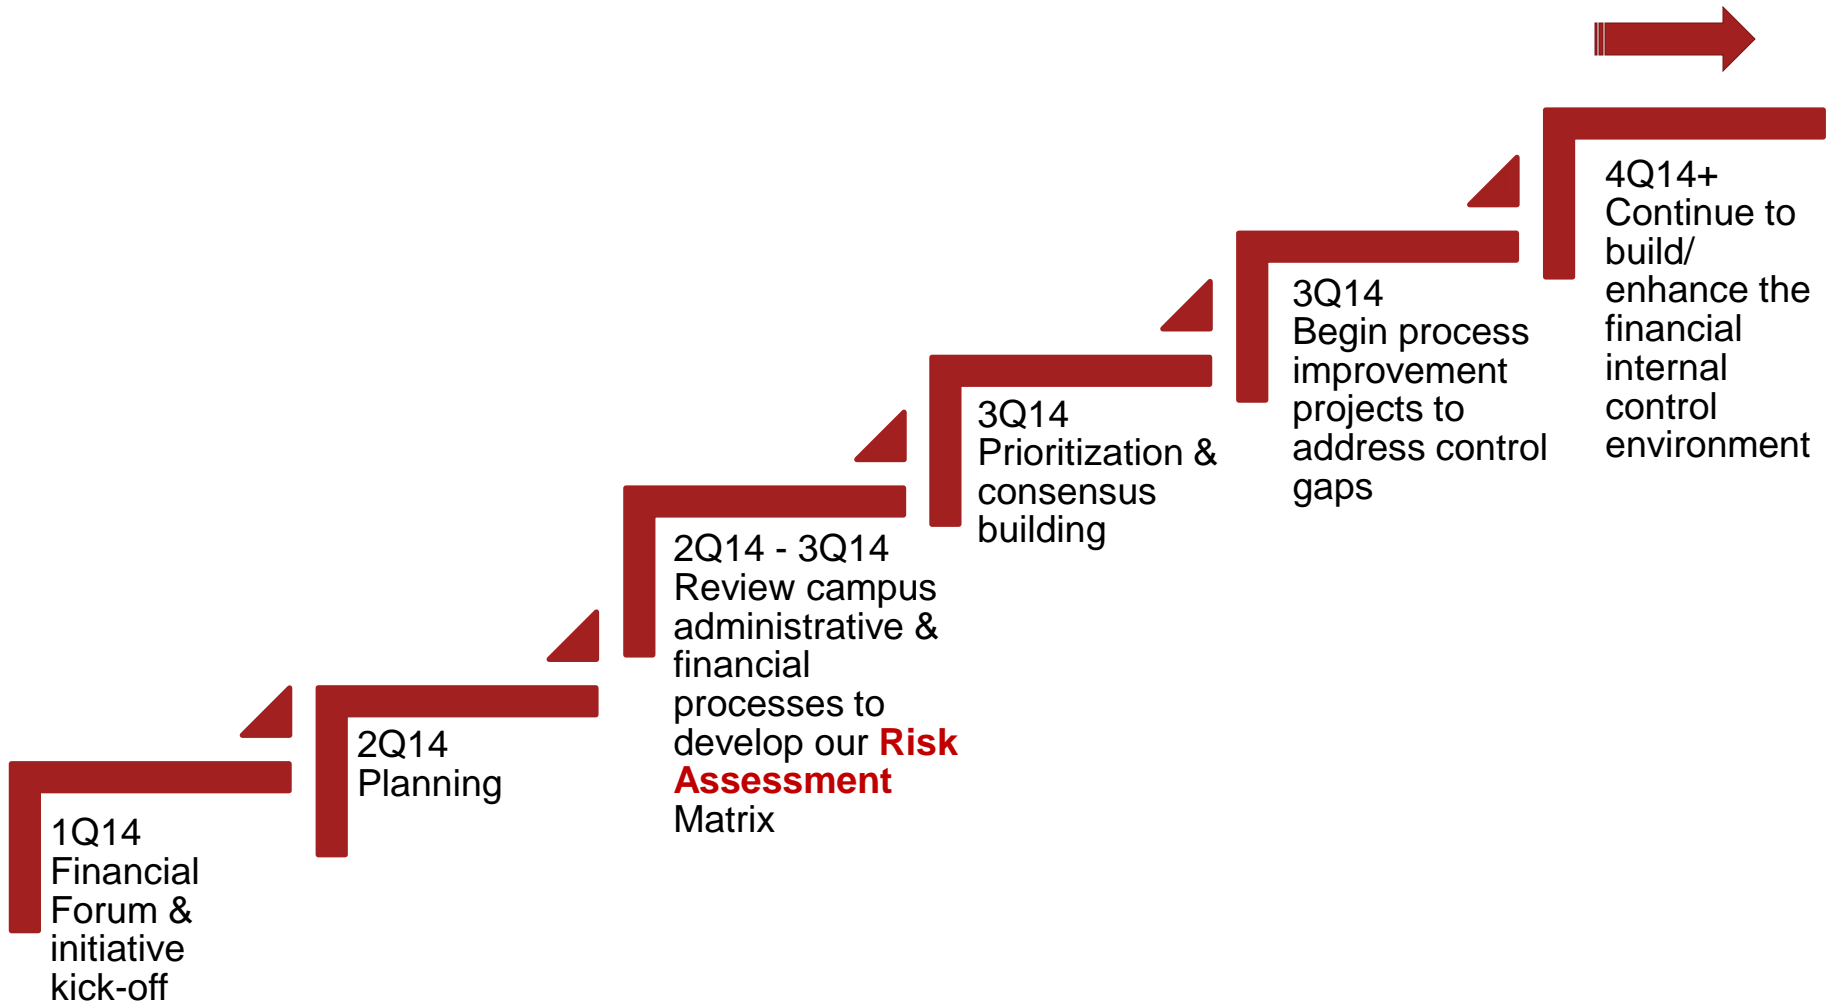 1Q14
Financial
Forum &
initiative
kick-off
2Q14
Planning
2Q14 - 3Q14
Review campus
administrative &
financial
processes to
develop our Risk
Assessment
Matrix
3Q14
Prioritization &
consensus
building
3Q14
Begin process
improvement
projects to
address control
gaps
4Q14+
Continue to
build/
enhance the
financial
internal
control
environment